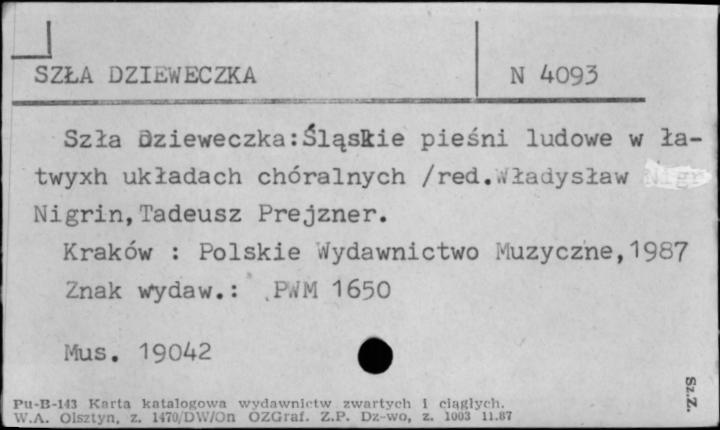 SZŁA DZIEWECZKA N 4093
Szła Dzieweczka:Śląskie pieśni ludowe w ła-
twyxh układach chóralnych /red.Władysław Nigr
Nigrin,Tadeusz Prejzner.
Kraków : Polskie Wydawnictwo Muzyczne,1987
Znak wydaw.: PWM 1650
Mus. 19042
Sz.Z.
Pu-B-143 Karta katalogowa wydawnictw zwartych i ciągłych.
W.A. Olsztyn, z. 1470/DW/On OZGraf. Z.P. Dz-wo, z. 1003 11.87